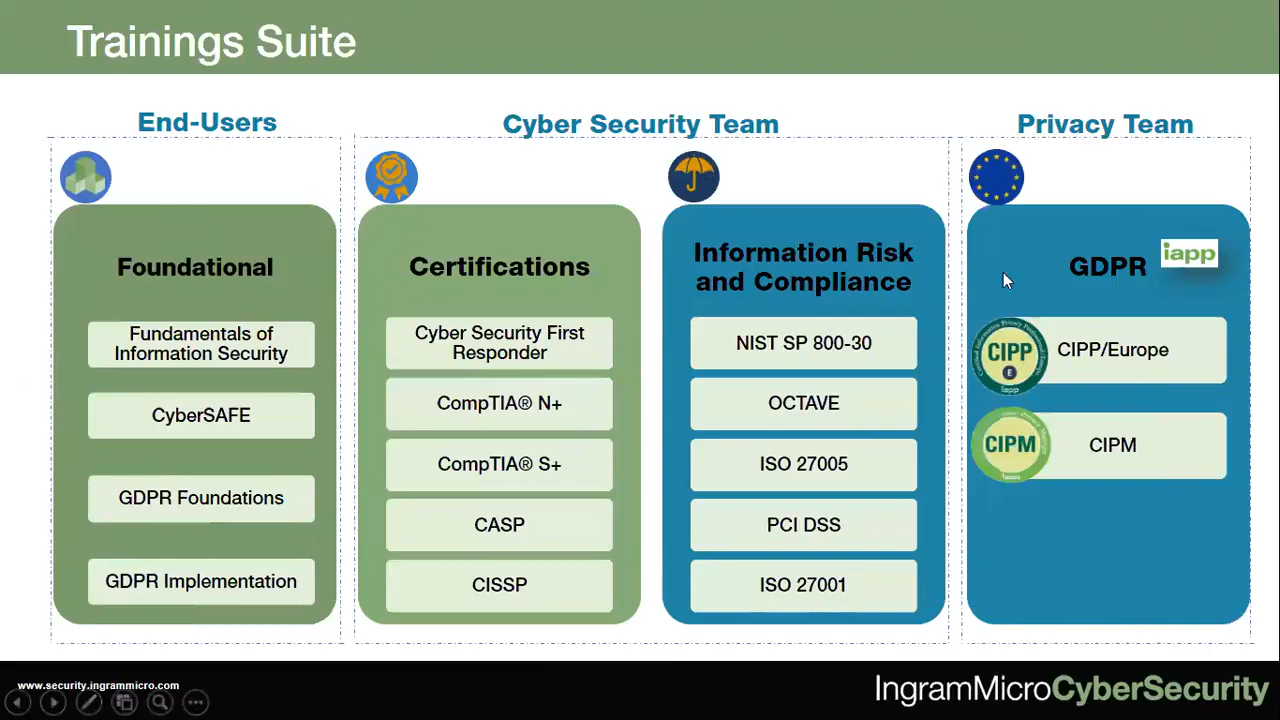 Trainings Suite
End-Users
Cyber Security Team
Privacy Team
Foundational
Fundamentals of
Information Security
CyberSAFE
GDPR Foundations
GDPR Implementation
Certifications
Cyber Security First
Responder
CompTIA® N+
CompTIA® S+
CASP
CISSP
Information Risk
and Compliance
NIST SP 800-30
OCTAVE
ISO 27005
PCI DSS
ISO 27001
GDPR
iapp
CIPP
E
iapp
CIPP/Europe
CIPM
CIPM
www.security.ingrammicro.com
IngramMicroCyberSecurity